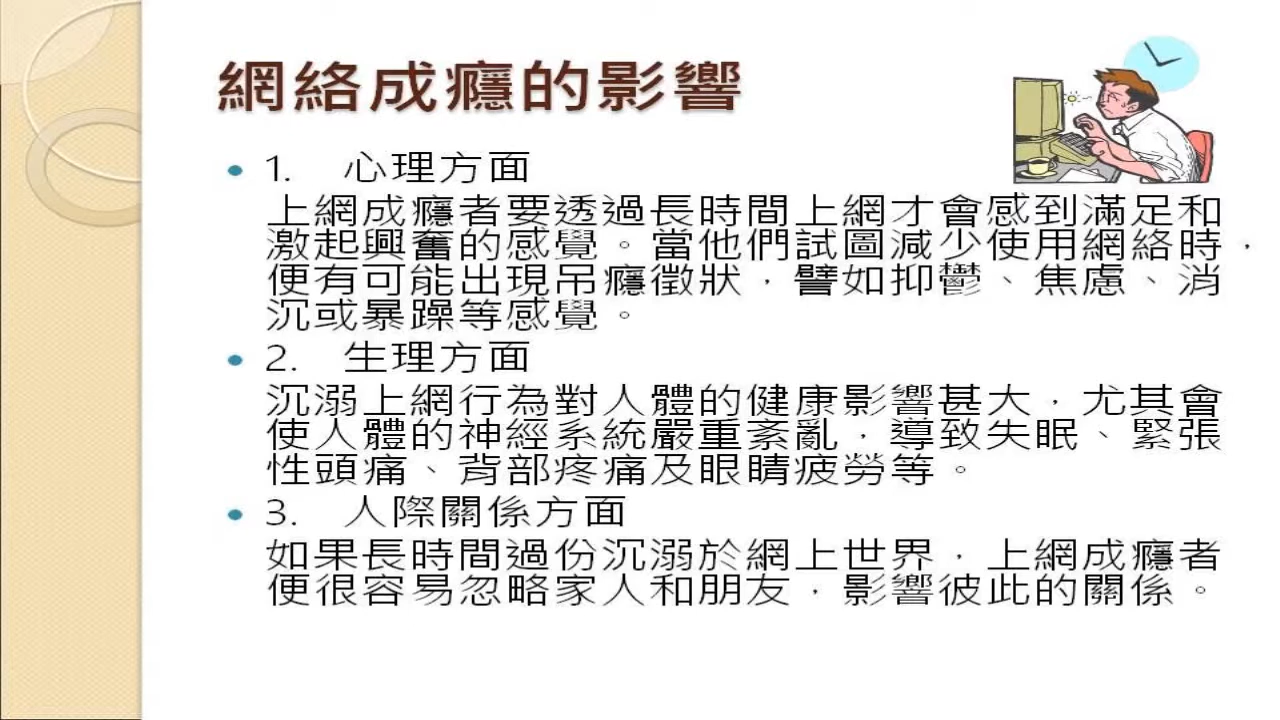 網絡成癮的影響
1. 心理方面
上網成癮者要透過長時間上網才會感到滿足和
激起興奮的感覺。當他們試圖減少使用網絡時，
便有可能出現吊癮徵狀，譬如抑鬱、焦慮、消
沉或暴躁等感覺。
2. 生理方面
沉溺上網行為對人體的健康影響甚大，尤其會
使人體的神經系統嚴重紊亂，導致失眠、緊張
性頭痛、背部疼痛及眼睛疲勞等。
3. 人際關係方面
如果長時間過份沉溺於網上世界，上網成癮者
便很容易忽略家人和朋友，影響彼此的關係。